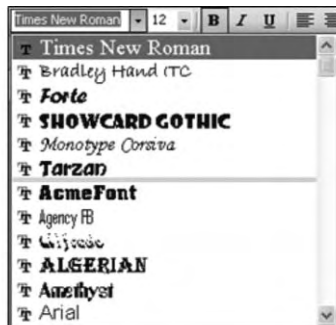 Times New Roman 12 B I U
Times New Roman
Bradley Hand ITC
Forte
SHOWCARD GOTHIC
Monotype Corsiva
Tarzan
AcmeFont
Agency FB
ALGERIAN
Amethyst
Arial